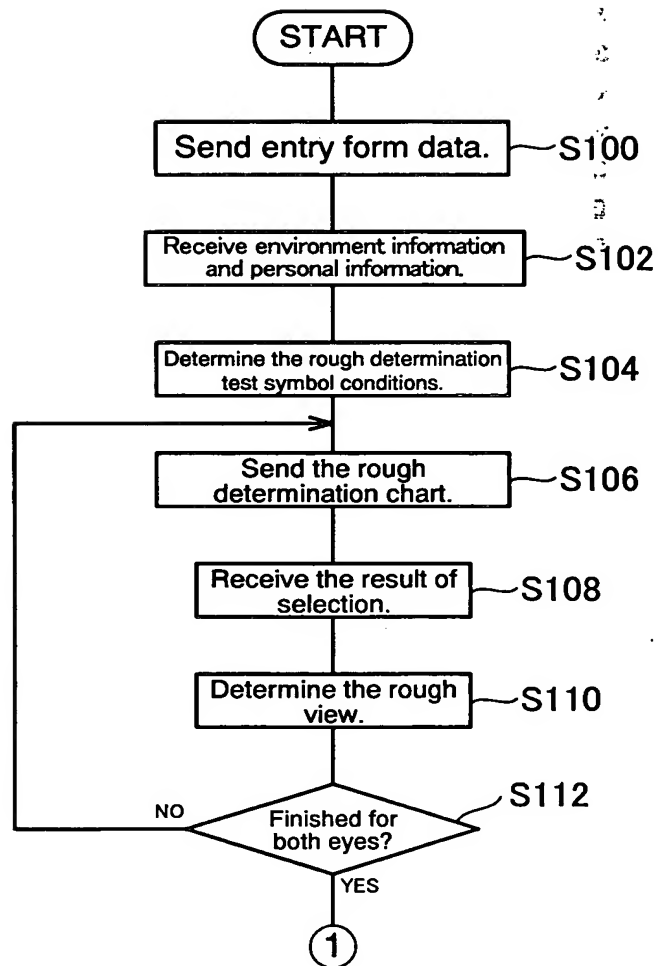 START
Send entry form data.
S100
Receive environment information
and personal information.
S102
Determine the rough determination
test symbol conditions.
S104
Send the rough
determination chart.
S106
Receive the result of
selection.
S108
Determine the rough
view.
S110
Finished for
both eyes?
S112
NO
YES
1